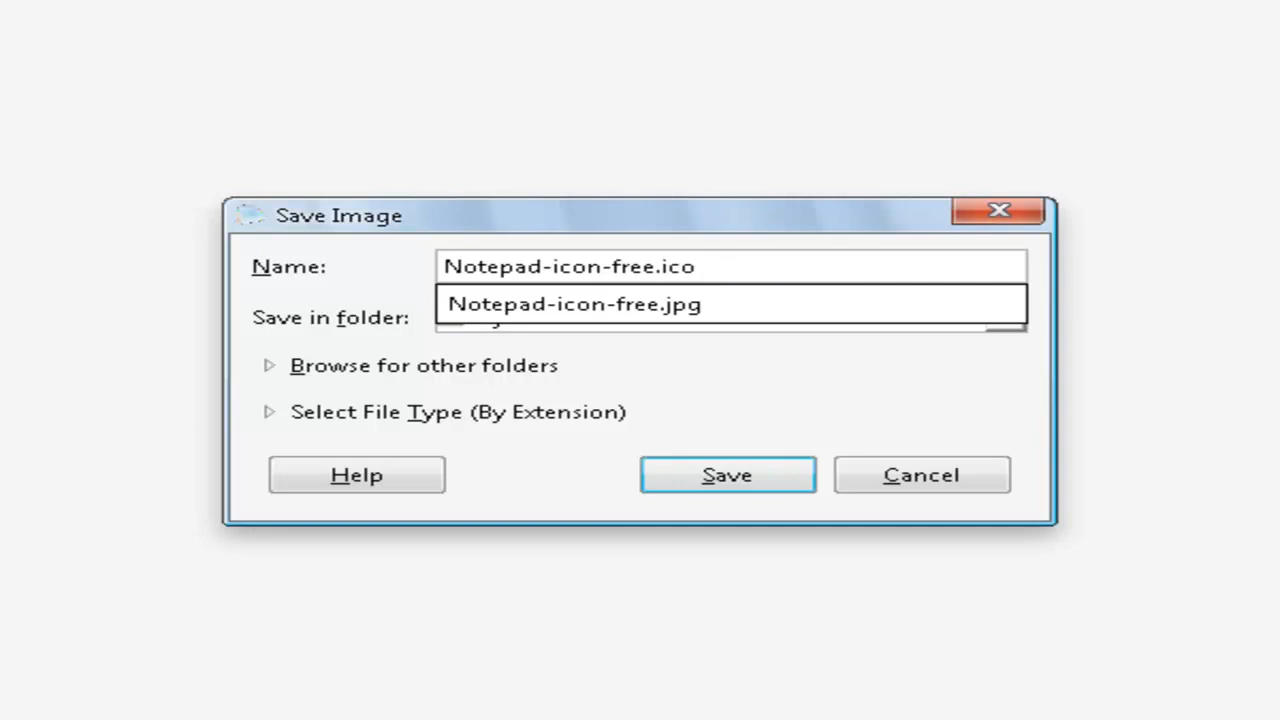 Save Image
Name:
Notepad-icon-free.ico
Notepad-icon-free.jpg
Save in folder:
Browse for other folders
Select File Type (By Extension)
Help
Save
Cancel